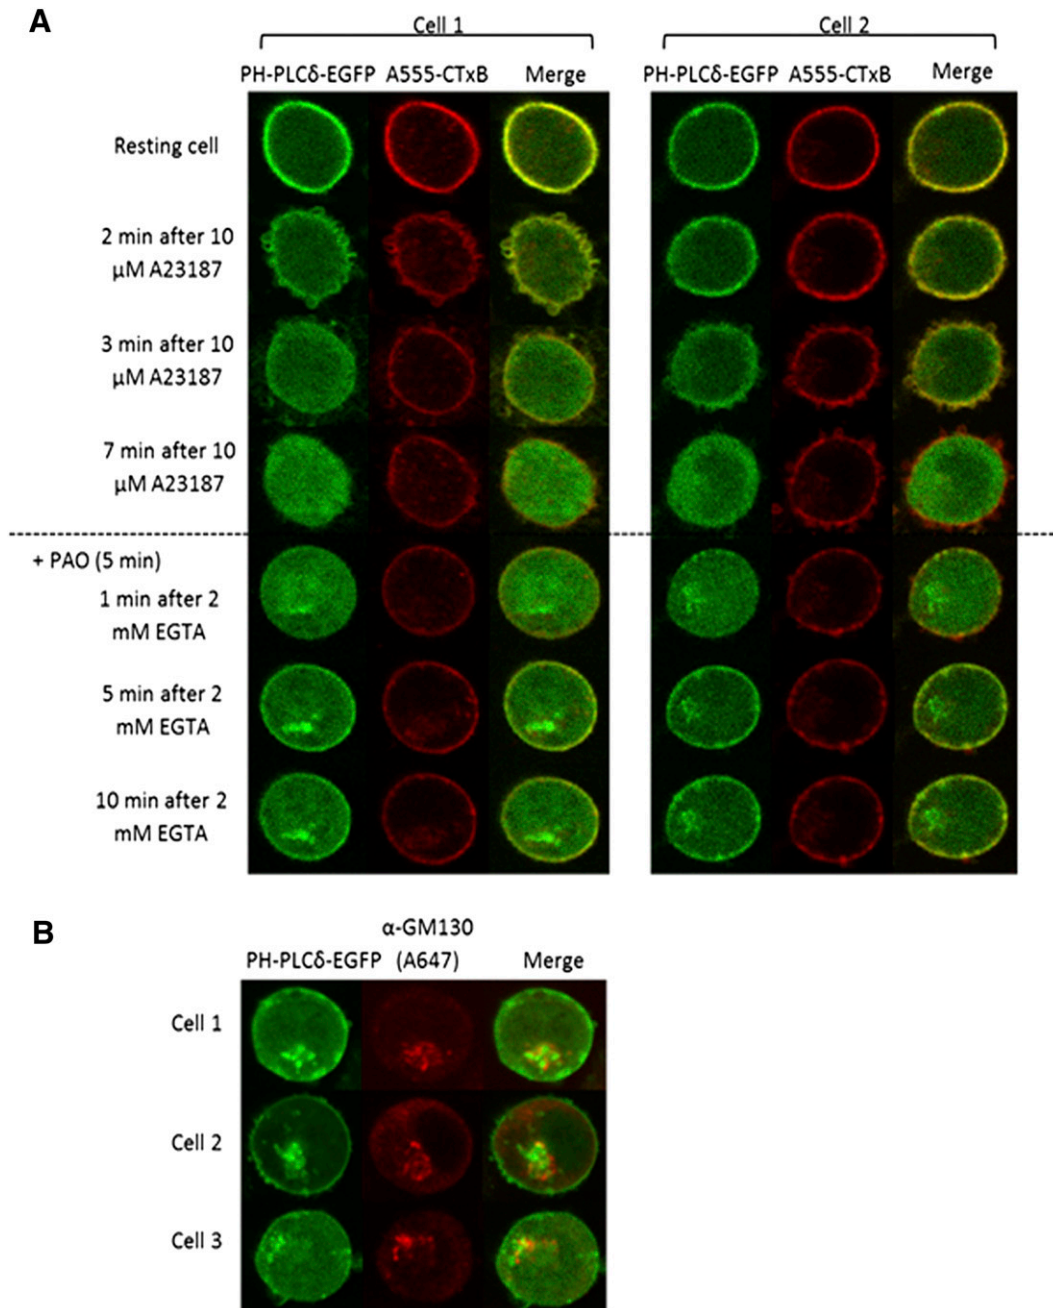 A
Cell 1
Cell 2
PH-PLCδ-EGFP A555-CTxB Merge
PH-PLCδ-EGFP A555-CTxB Merge
Resting cell
2 min after 10
μM A23187
3 min after 10
μM A23187
7 min after 10
μM A23187
+ PAO (5 min)
1 min after 2
mM EGTA
5 min after 2
mM EGTA
10 min after 2
mM EGTA
B
α-GM130
PH-PLCδ-EGFP (A647) Merge
Cell 1
Cell 2
Cell 3